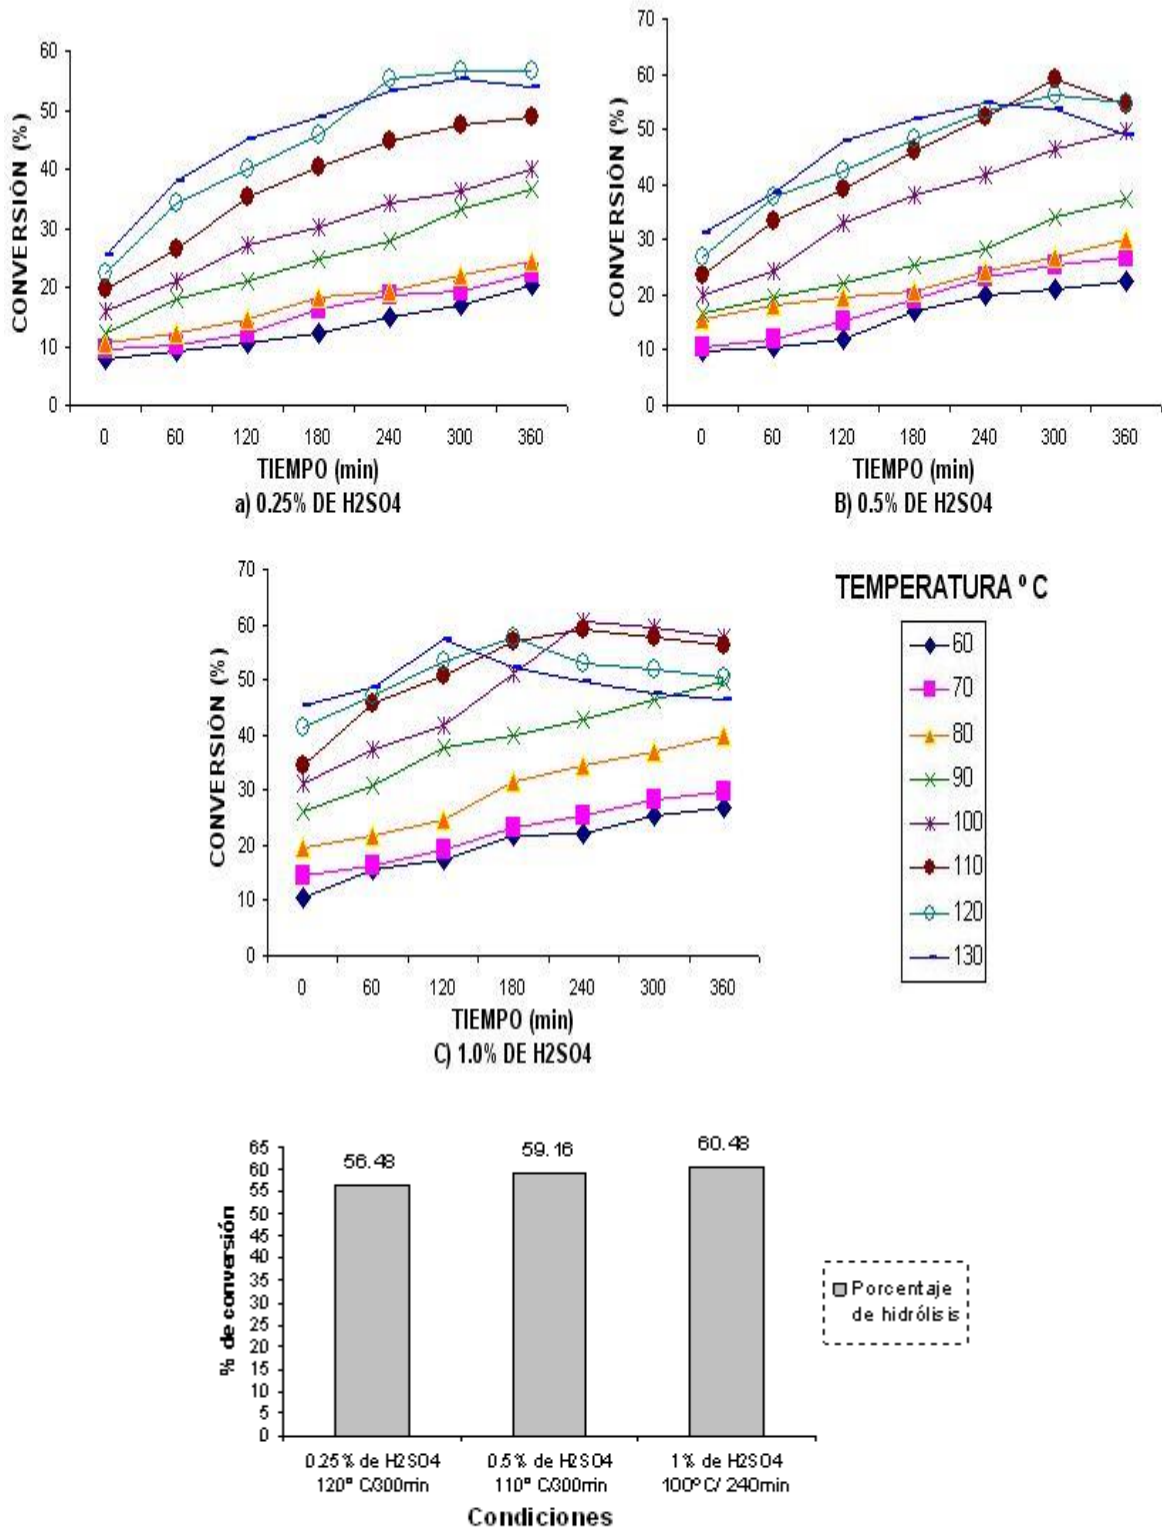 60
50
40
30
20
10
0
CONVERSIÓN (%)
0 60 120 180 240 300 360
TIEMPO (min)
a) 0.25% DE H2SO4
70
60
50
40
30
20
10
0
CONVERSIÓN (%)
0 60 120 180 240 300 360
TIEMPO (min)
B) 0.5% DE H2SO4
70
60
50
40
30
20
10
0
CONVERSIÓN (%)
0 60 120 180 240 300 360
TIEMPO (min)
C) 1.0% DE H2SO4
TEMPERATURA º C
60
70
80
90
100
110
120
130
65
60
55
50
45
40
35
30
25
20
15
10
5
0
% de conversión
56.48
59.16
60.48
0.25% de H2SO4
120º C/300min
0.5% de H2SO4
110º C/300min
1% de H2SO4
100ºC/ 240min
Condiciones
Porcentaje
de hidrólisis